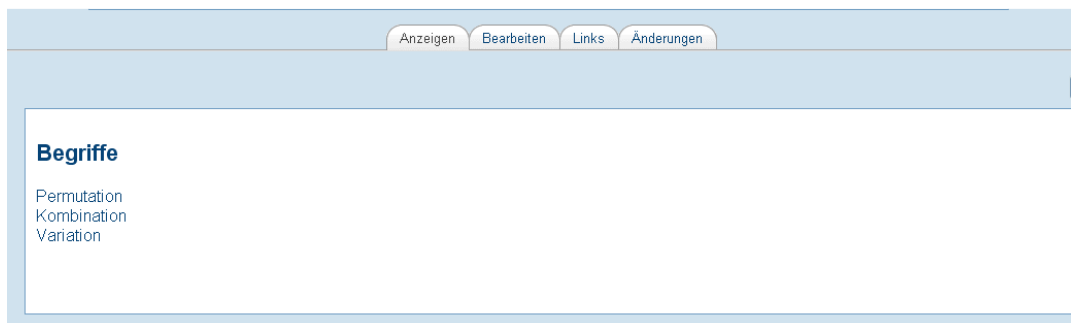 Anzeigen Bearbeiten Links Änderungen
Begriffe
Permutation
Kombination
Variation